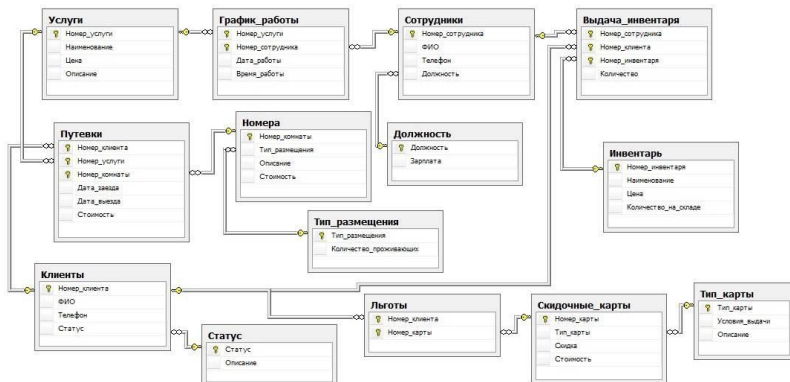 Услуги
Номер_услуги
Наименование
Цена
Описание
График_работы
Номер_услуги
Номер_сотрудника
Дата_работы
Время_работы
Сотрудники
Номер_сотрудника
ФИО
Телефон
Должность
Выдача_инвентаря
Номер_сотрудника
Номер_клиента
Номер_инвентаря
Количество
Путевки
Номер_клиента
Номер_услуги
Номер_комнаты
Дата_заезда
Дата_выезда
Стоимость
Номера
Номер_комнаты
Тип_размещения
Описание
Стоимость
Должность
Должность
Зарплата
Инвентарь
Номер_инвентаря
Наименование
Цена
Количество_на_складе
Тип_размещения
Тип_размещения
Количество_проживающих
Клиенты
Номер_клиента
ФИО
Телефон
Статус
Статус
Статус
Описание
Льготы
Номер_клиента
Номер_карты
Скидочные_карты
Номер_карты
Тип_карты
Скидка
Стоимость
Тип_карты
Тип_карты
Условия_выдачи
Описание